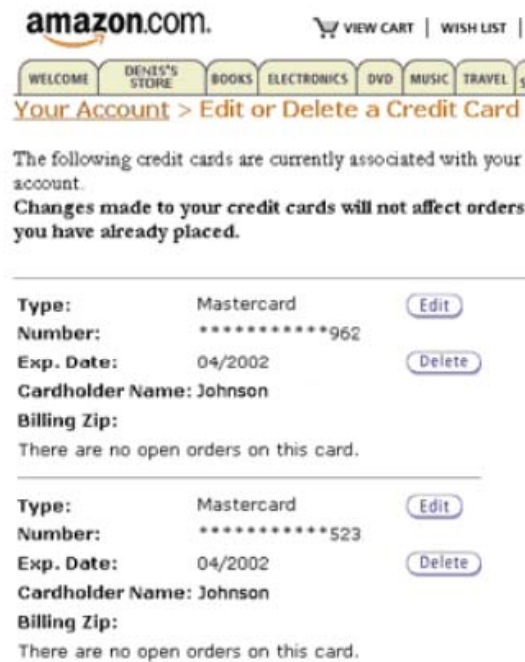 amazon.com.
VIEW CART | WISH LIST |
WELCOME DENIS'S STORE BOOKS ELECTRONICS DVD MUSIC TRAVEL
Your Account > Edit or Delete a Credit Card
The following credit cards are currently associated with your
account.
Changes made to your credit cards will not affect orders
you have already placed.
Type: Mastercard Edit
Number: ***********962
Exp. Date: 04/2002 Delete
Cardholder Name: Johnson
Billing Zip:
There are no open orders on this card.
Type: Mastercard Edit
Number: ***********523
Exp. Date: 04/2002 Delete
Cardholder Name: Johnson
Billing Zip:
There are no open orders on this card.